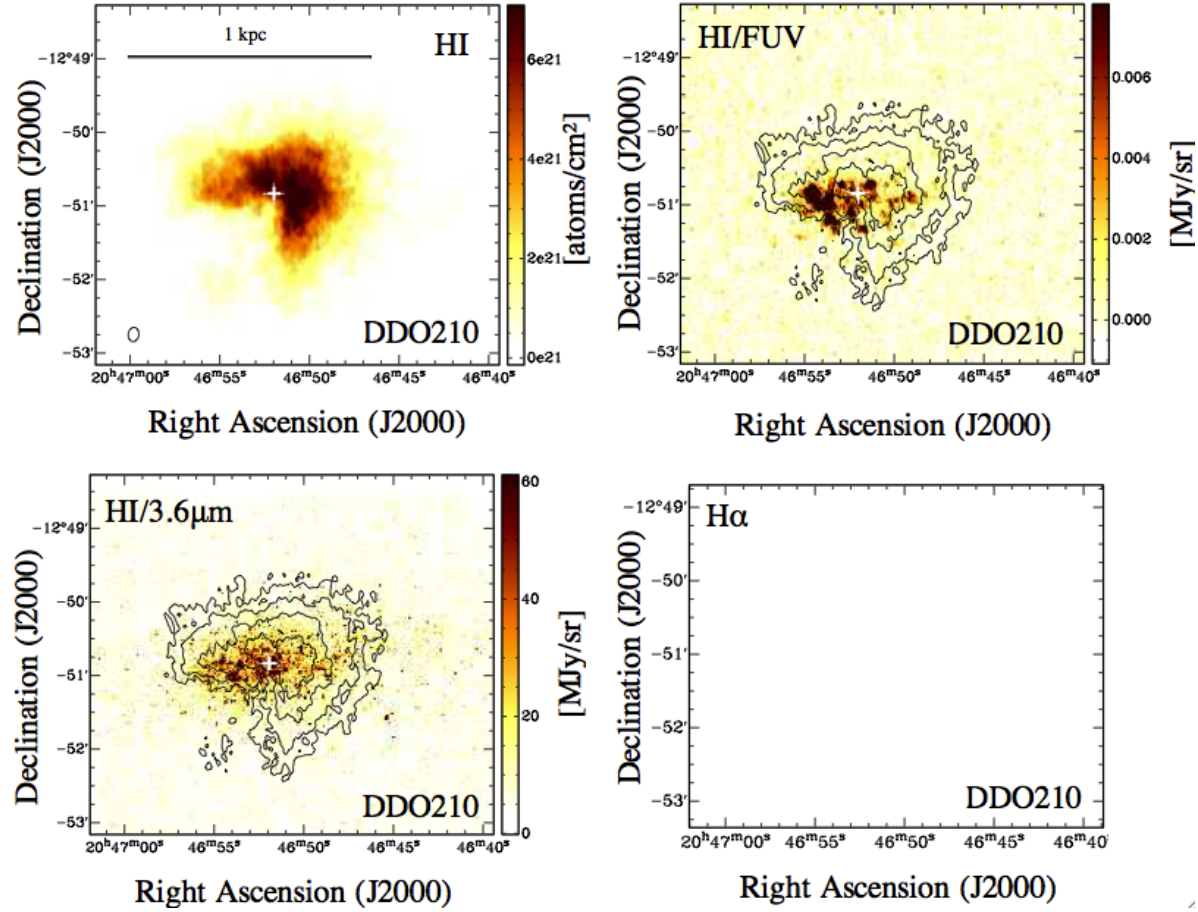 1 kpc
HI
−12°49′
−50′
−51′
−52′
−53′
20ʰ47ᵐ00ˢ
46ᵐ55ˢ
46ᵐ50ˢ
46ᵐ45ˢ
46ᵐ40ˢ
Declination (J2000)
Right Ascension (J2000)
DDO210
6e21
4e21
2e21
0e21
[atoms/cm²]
HI/FUV
−12°49′
−50′
−51′
−52′
−53′
20ʰ47ᵐ00ˢ
46ᵐ55ˢ
46ᵐ50ˢ
46ᵐ45ˢ
46ᵐ40ˢ
Declination (J2000)
Right Ascension (J2000)
DDO210
0.006
0.004
0.002
0.000
[MJy/sr]
HI/3.6μm
−12°49′
−50′
−51′
−52′
−53′
20ʰ47ᵐ00ˢ
46ᵐ55ˢ
46ᵐ50ˢ
46ᵐ45ˢ
46ᵐ40ˢ
Declination (J2000)
Right Ascension (J2000)
DDO210
60
40
20
0
[MJy/sr]
Hα
−12°49′
−50′
−51′
−52′
−53′
20ʰ47ᵐ00ˢ
46ᵐ55ˢ
46ᵐ50ˢ
46ᵐ45ˢ
46ᵐ40ˢ
Declination (J2000)
Right Ascension (J2000)
DDO210